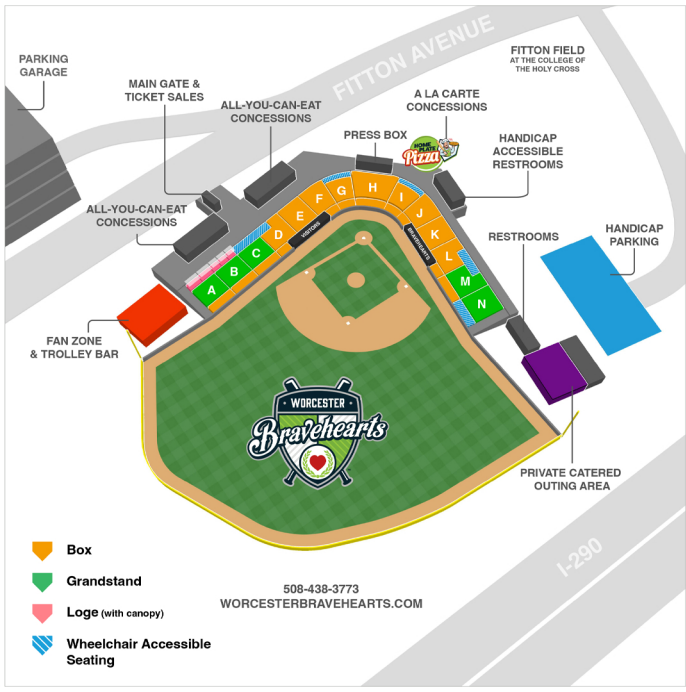 FITTON AVENUE
FITTON FIELD
AT THE COLLEGE OF
THE HOLY CROSS
PARKING
GARAGE
MAIN GATE &
TICKET SALES
ALL-YOU-CAN-EAT
CONCESSIONS
A LA CARTE
CONCESSIONS
PRESS BOX
HOME PLATE
Pizza
HANDICAP
ACCESSIBLE
RESTROOMS
ALL-YOU-CAN-EAT
CONCESSIONS
RESTROOMS
HANDICAP
PARKING
A
B
C
D
E
F
G
H
I
J
K
L
M
N
VISITORS
BRAVEHEARTS
FAN ZONE
& TROLLEY BAR
WORCESTER
Bravehearts
PRIVATE CATERED
OUTING AREA
I-290
Box
Grandstand
Loge (with canopy)
Wheelchair Accessible
Seating
508-438-3773
WORCESTERBRAVEHEARTS.COM